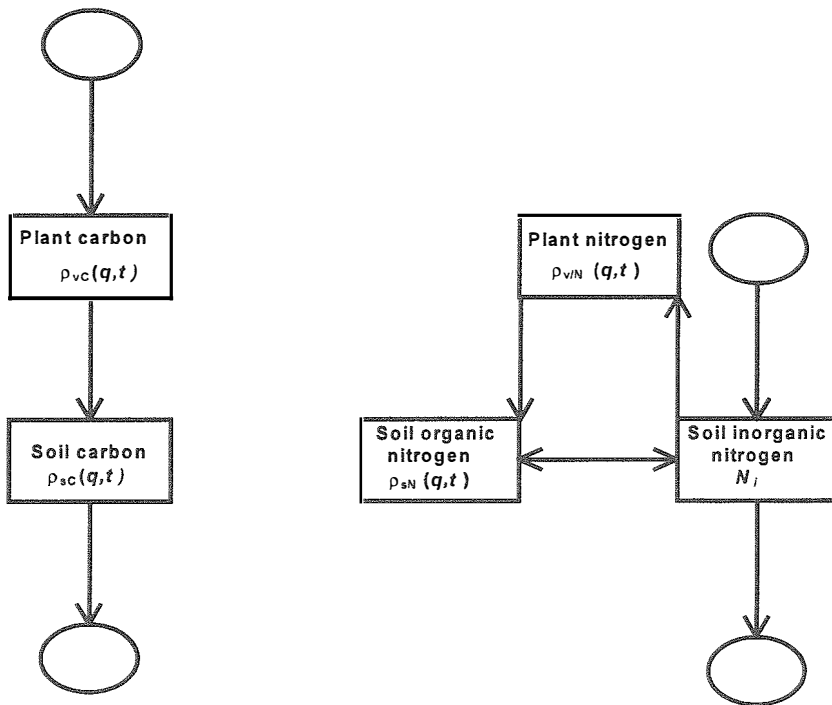 Plant carbon
ρvC(q,t)
Soil carbon
ρsC(q,t)
Plant nitrogen
ρv/N (q,t)
Soil organic
nitrogen
ρsN (q,t)
Soil inorganic
nitrogen
Ni